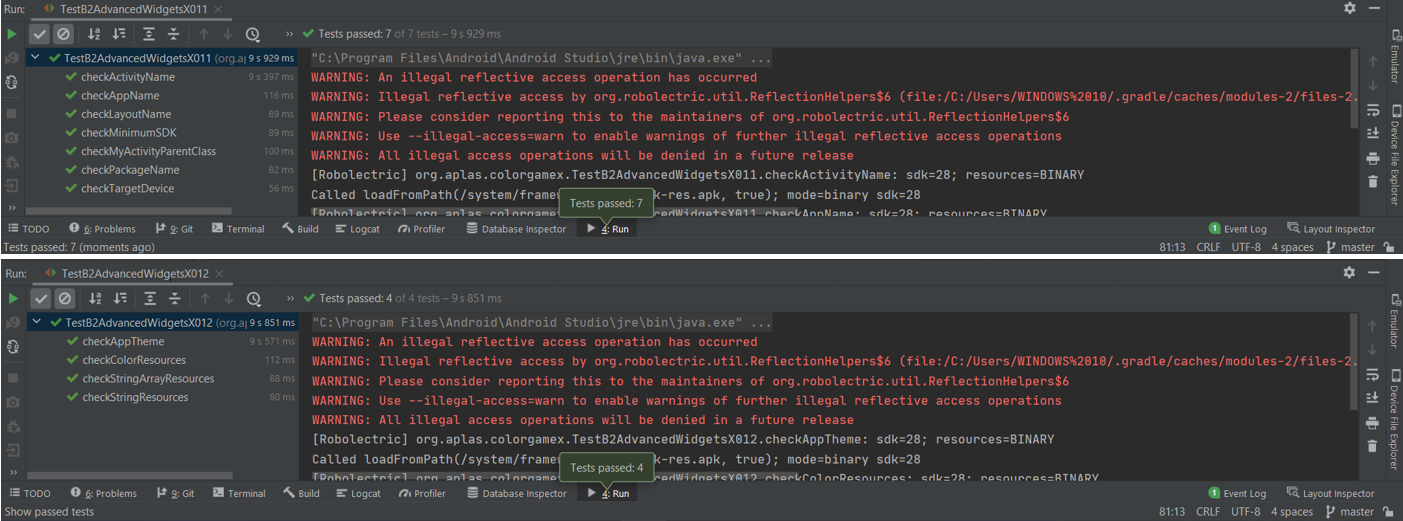 Run: TestB2AdvancedWidgetsX011
Tests passed: 7 of 7 tests – 9 s 929 ms
TestB2AdvancedWidgetsX011 (org.a 9 s 929 ms
checkActivityName 9 s 397 ms
checkAppName 116 ms
checkLayoutName 89 ms
checkMinimumSDK 89 ms
checkMyActivityParentClass 100 ms
checkPackageName 82 ms
checkTargetDevice 56 ms
"C:\Program Files\Android\Android Studio\jre\bin\java.exe" ...
WARNING: An illegal reflective access operation has occurred
WARNING: Illegal reflective access by org.robolectric.util.ReflectionHelpers$6 (file:/C:/Users/WINDOWS%2010/.gradle/caches/modules-2/files-2.
WARNING: Please consider reporting this to the maintainers of org.robolectric.util.ReflectionHelpers$6
WARNING: Use --illegal-access=warn to enable warnings of further illegal reflective access operations
WARNING: All illegal access operations will be denied in a future release
[Robolectric] org.aplas.colorgamex.TestB2AdvancedWidgetsX011.checkActivityName: sdk=28; resources=BINARY
Called loadFromPath(/system/framew k-res.apk, true); mode=binary sdk=28
[Robolectric] org.aplas.colorgamex.TestB2AdvancedWidgetsX011.checkAppName: sdk=28; resources=BINARY
Tests passed: 7
Emulator
Device File Explorer
TODO 6: Problems 9: Git Terminal Build Logcat Profiler Database Inspector 4: Run 1 Event Log Layout Inspector
Tests passed: 7 (moments ago) 81:13 CRLF UTF-8 4 spaces master
Run: TestB2AdvancedWidgetsX012
Tests passed: 4 of 4 tests – 9 s 851 ms
TestB2AdvancedWidgetsX012 (org.a 9 s 851 ms
checkAppTheme 9 s 571 ms
checkColorResources 112 ms
checkStringArrayResources 88 ms
checkStringResources 80 ms
"C:\Program Files\Android\Android Studio\jre\bin\java.exe" ...
WARNING: An illegal reflective access operation has occurred
WARNING: Illegal reflective access by org.robolectric.util.ReflectionHelpers$6 (file:/C:/Users/WINDOWS%2010/.gradle/caches/modules-2/files-2.
WARNING: Please consider reporting this to the maintainers of org.robolectric.util.ReflectionHelpers$6
WARNING: Use --illegal-access=warn to enable warnings of further illegal reflective access operations
WARNING: All illegal access operations will be denied in a future release
[Robolectric] org.aplas.colorgamex.TestB2AdvancedWidgetsX012.checkAppTheme: sdk=28; resources=BINARY
Called loadFromPath(/system/framew k-res.apk, true); mode=binary sdk=28
[Robolectric] org.aplas.colorgamex.TestB2AdvancedWidgetsX012.checkColorResources: sdk=28; resources=BINARY
Tests passed: 4
Emulator
Device File Explorer
TODO 6: Problems 9: Git Terminal Build Logcat Profiler Database Inspector 4: Run 1 Event Log Layout Inspector
Show passed tests 81:13 CRLF UTF-8 4 spaces master